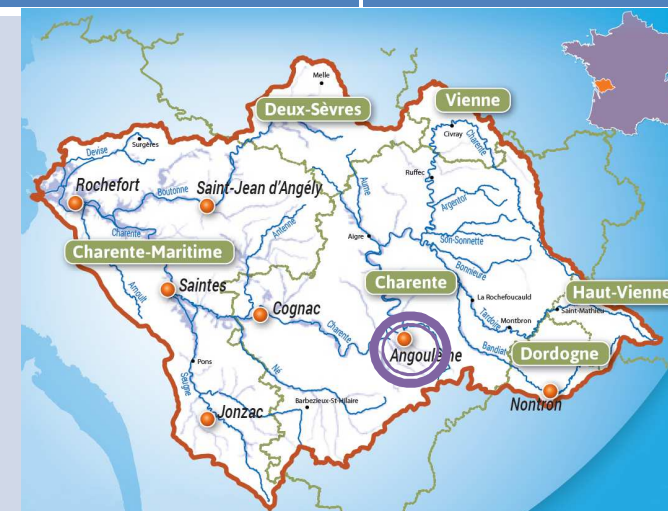 Melle
Deux-Sèvres
Vienne
Civray
Charente
Surgères
Devise
Ruffec
Rochefort
Boutonne
Saint-Jean d'Angély
Aume
Argentor
Antenne
Aigre
Son-Sonnette
Charente
Charente-Maritime
Bonnieure
Charente
Saintes
Arnoult
La Rochefoucauld
Haut-Vienne
Saint-Mathieu
Cognac
Tardoire
Montbron
Charente
Angoulême
Bandiat
Dordogne
Pons
Né
Seugne
Nontron
Barbezieux-St-Hilaire
Jonzac